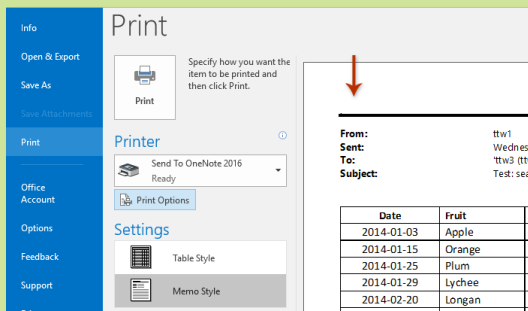 Info
Open & Export
Save As
Save Attachments
Print
Office
Account
Options
Feedback
Support
Print
Print
Specify how you want the
item to be printed and
then click Print.
Printer
Send To OneNote 2016
Ready
Print Options
Settings
Table Style
Memo Style
From: ttw1
Sent: Wednes
To: 'ttw3 (tt
Subject: Test: sea
Date Fruit
2014-01-03 Apple
2014-01-15 Orange
2014-01-25 Plum
2014-01-29 Lychee
2014-02-20 Longan